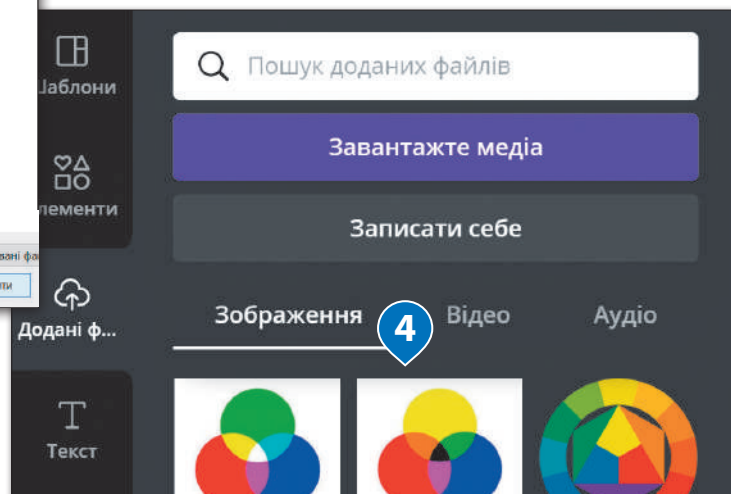 Шаблони
Елементи
Додані ф...
Текст
Пошук доданих файлів
Завантажте медіа
Записати себе
Зображення
4
Відео
Аудіо